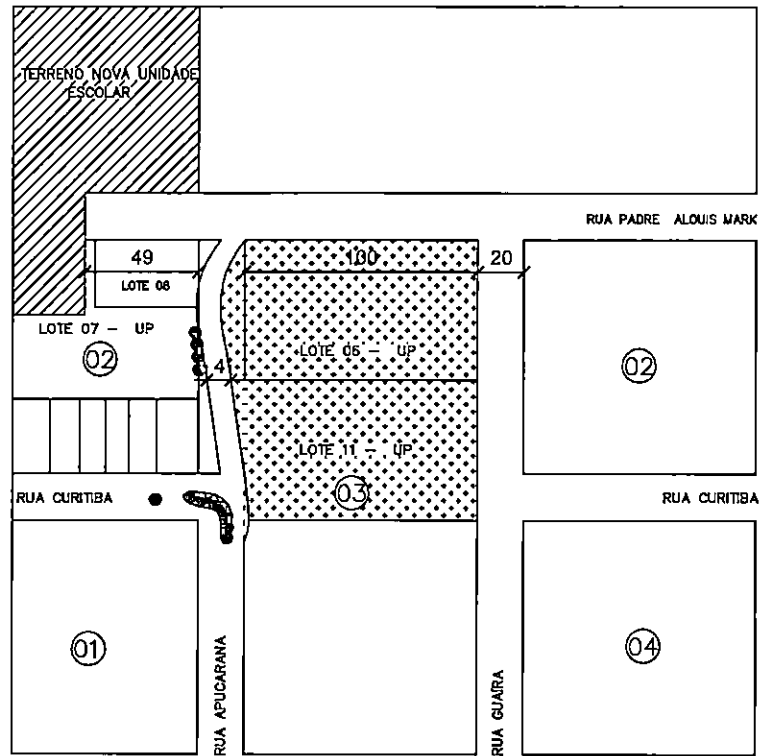 TERRENO NOVA UNIDADE
ESCOLAR
RUA PADRE ALOUIS MARK
49
100
20
LOTE 08
LOTE 07 - UP
02
4
LOTE 06 - UP
02
LOTE 11 - UP
03
RUA CURITIBA
RUA CURITIBA
01
04
RUA APUCARANA
RUA GUAÍRA